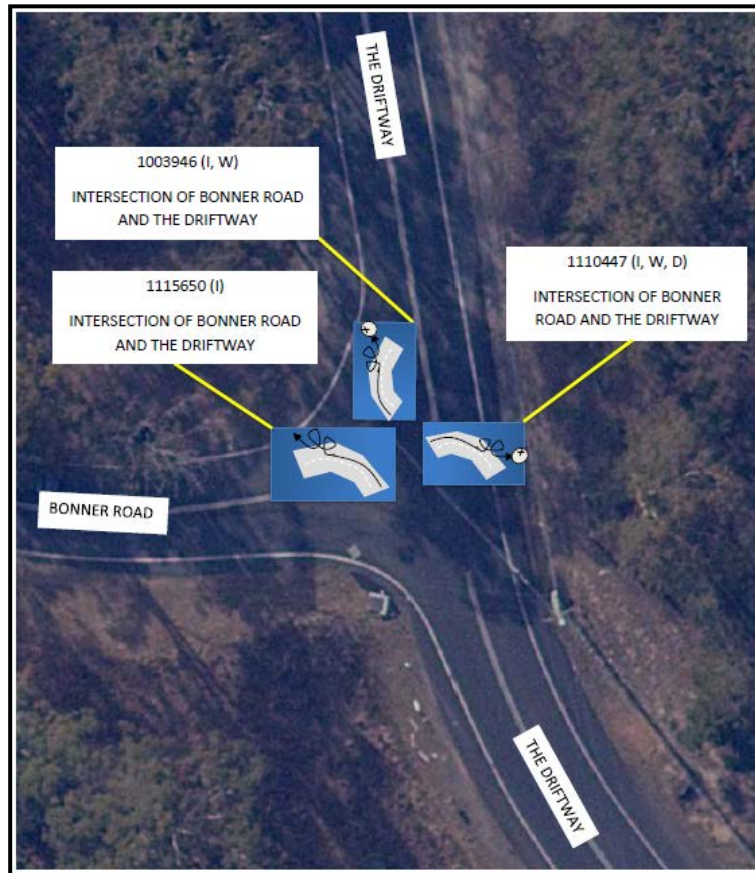 THE DRIFTWAY
1003946 (I, W)
INTERSECTION OF BONNER ROAD
AND THE DRIFTWAY
1110447 (I, W, D)
INTERSECTION OF BONNER
ROAD AND THE DRIFTWAY
1115650 (I)
INTERSECTION OF BONNER ROAD
AND THE DRIFTWAY
BONNER ROAD
THE DRIFTWAY